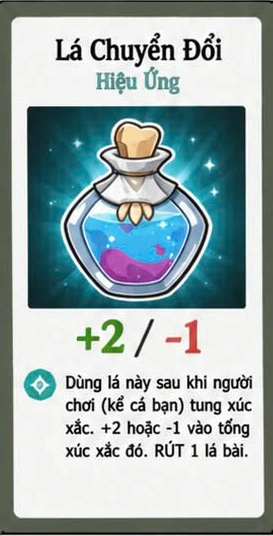 Lá Chuyển Đổi
Hiệu Ứng
+2 / -1
Dùng lá này sau khi người
chơi (kể cả bạn) tung xúc
xắc. +2 hoặc -1 vào tổng
xúc xắc đó. RÚT 1 lá bài.